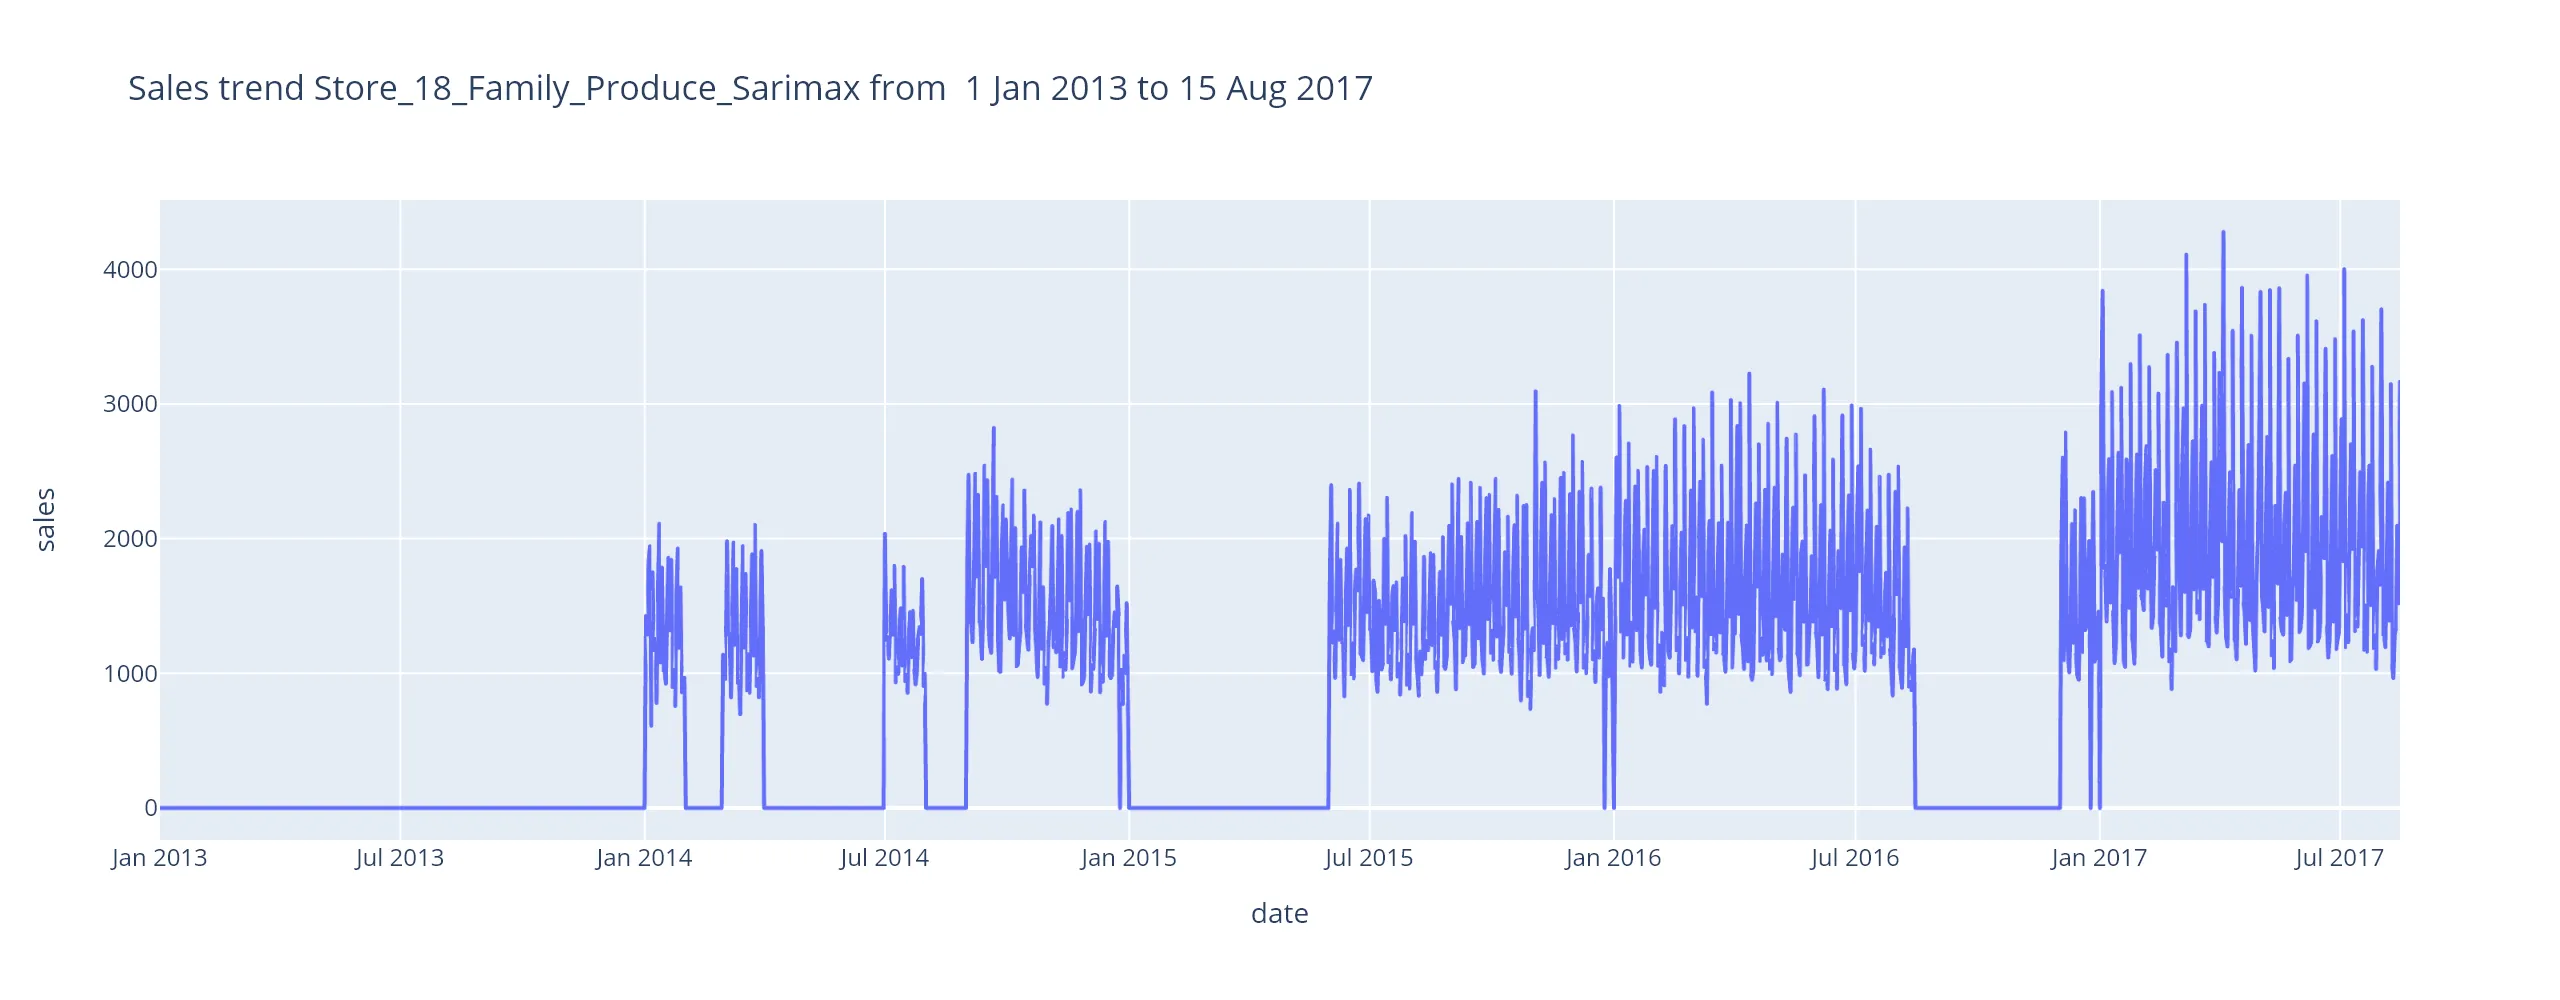 Sales trend Store_18_Family_Produce_Sarimax from  1 Jan 2013 to 15 Aug 2017
4000
3000
2000
1000
0
sales
Jan 2013 Jul 2013 Jan 2014 Jul 2014 Jan 2015 Jul 2015 Jan 2016 Jul 2016 Jan 2017 Jul 2017
date